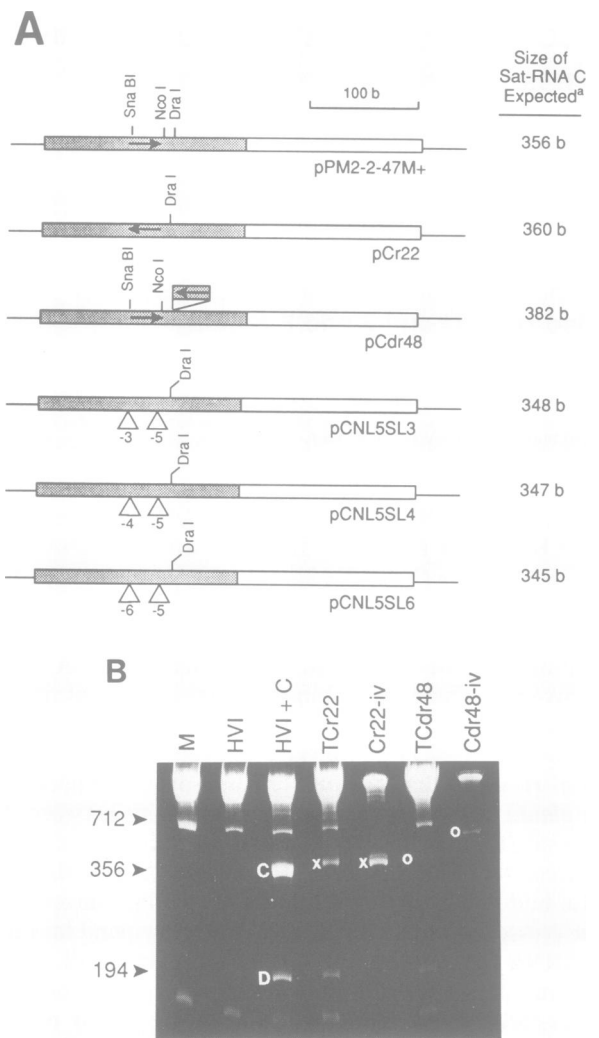 A
Size of
Sat-RNA C
Expectedª
Sna BI
Nco I
Dra I
100 b
356 b
pPM2-2-47M+
Dra I
360 b
pCr22
Sna BI
Nco I
382 b
pCdr48
Dra I
348 b
-3
-5
pCNL5SL3
Dra I
347 b
-4
-5
pCNL5SL4
Dra I
345 b
-6
-5
pCNL5SL6
B
M
HVI
HVI + C
TCr22
Cr22-iv
TCdr48
Cdr48-iv
712
356
194
C
x
x
o
o
D